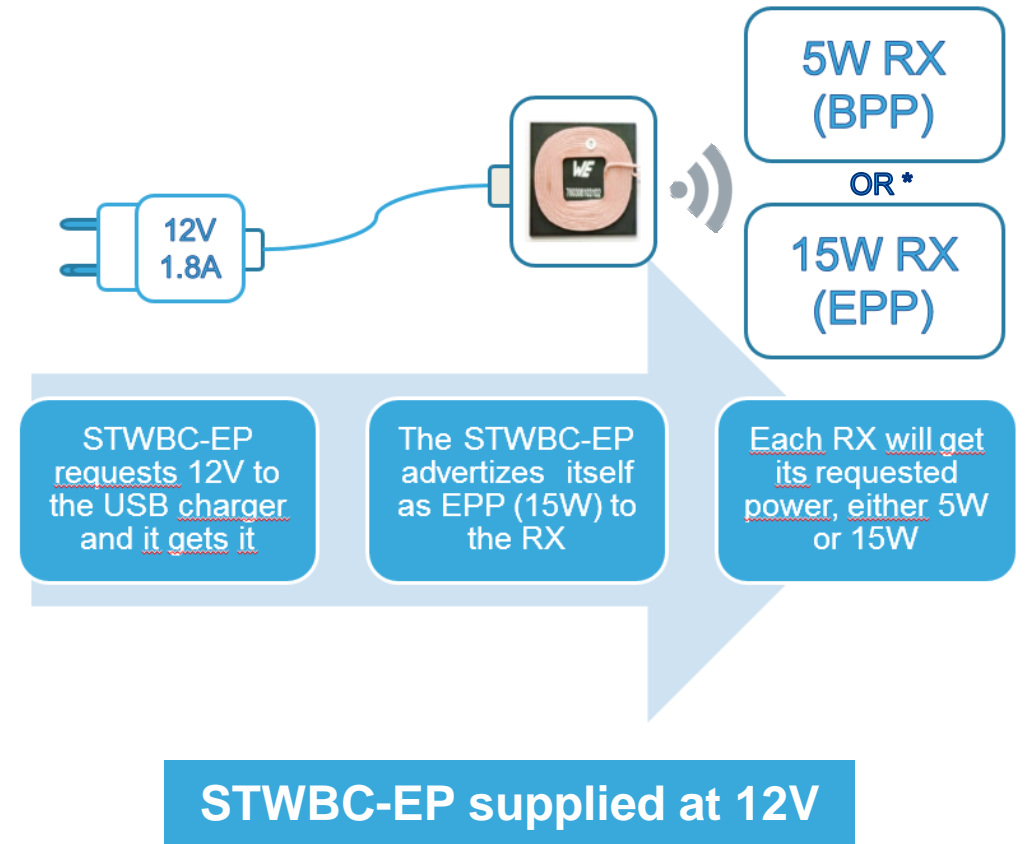 5W RX
(BPP)
OR *
15W RX
(EPP)
12V
1.8A
WE
760308102102
STWBC-EP
requests 12V to
the USB charger
and it gets it
The STWBC-EP
advertizes itself
as EPP (15W) to
the RX
Each RX will get
its requested
power, either 5W
or 15W
STWBC-EP supplied at 12V